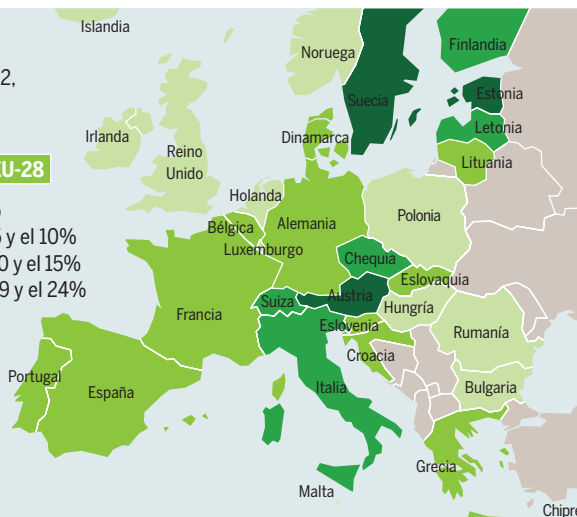 Islandia
2,
Noruega
Finlandia
Suecia
Estonia
Letonia
Irlanda
Dinamarca
Reino
Unido
Lituania
EU-28
Holanda
Polonia
5 y el 10%
Bélgica
Alemania
0 y el 15%
Luxemburgo
Chequia
9 y el 24%
Eslovaquia
Suiza
Austria
Hungría
Francia
Eslovenia
Rumanía
Croacia
Portugal
España
Italia
Bulgaria
Grecia
Malta
Chipre